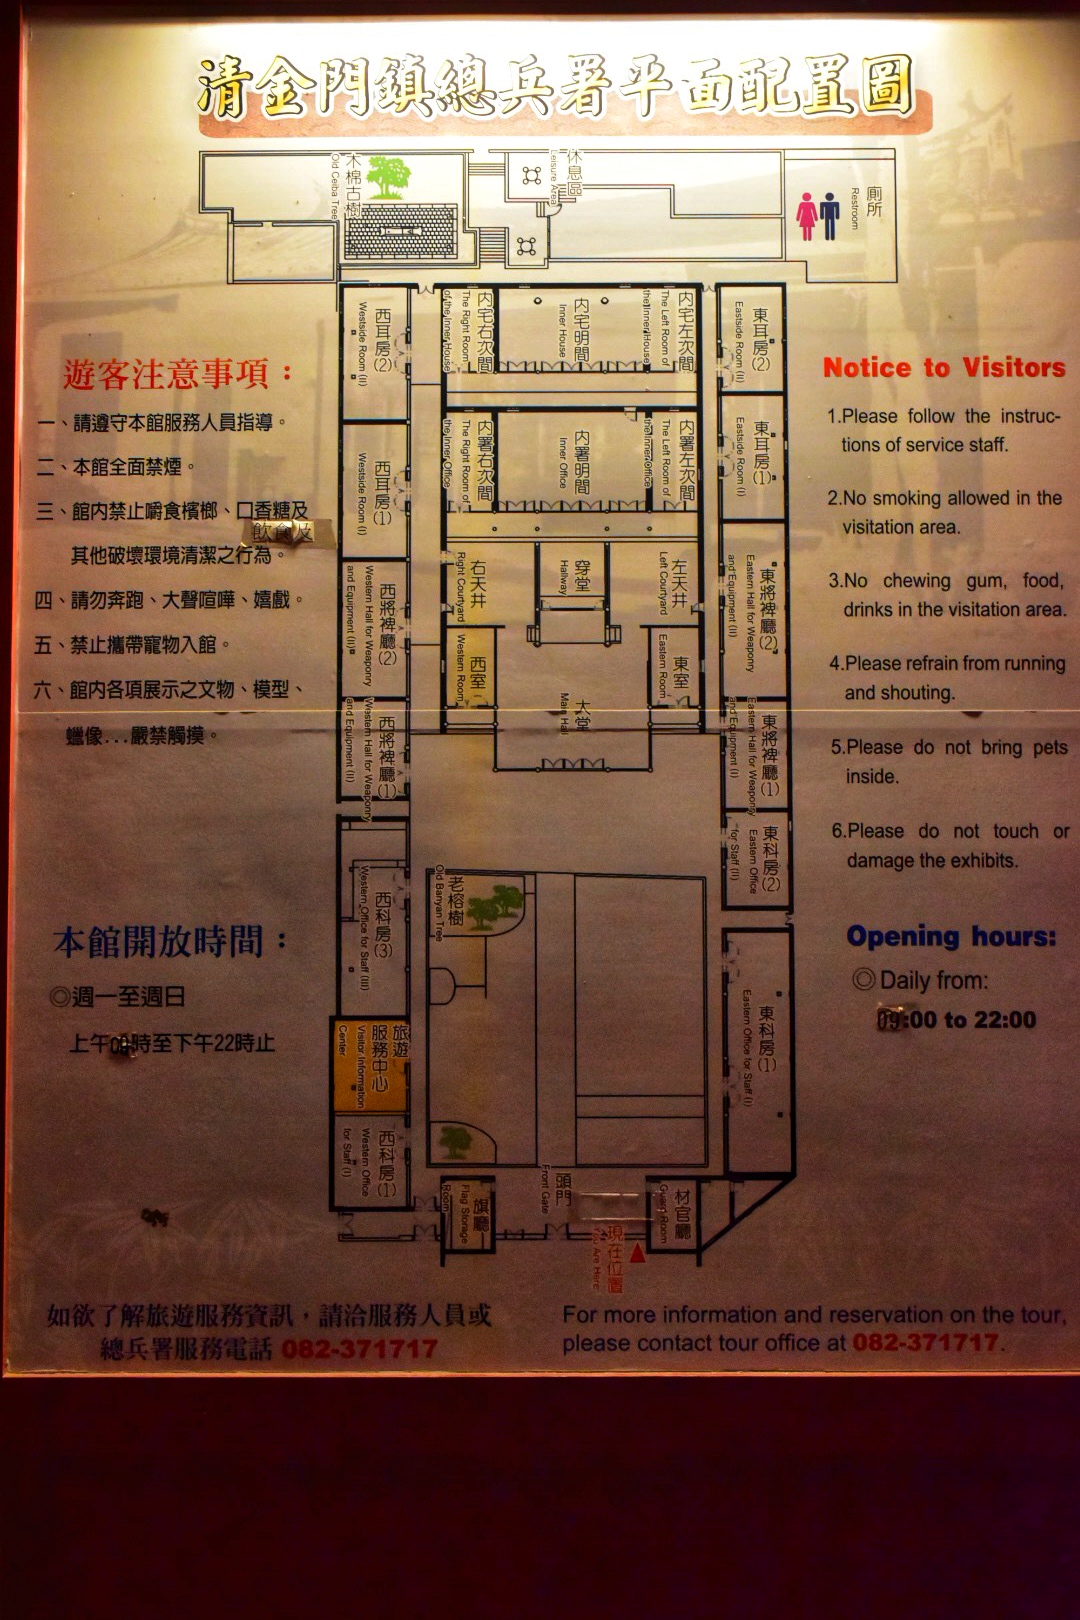 清金門鎮總兵署平面配置圖
木棉古樹
Old Ceiba Tree
休息區
Leisure Area
廁所
Restroom
西耳房(2)
Westside Room (II)
內宅右次間
The Right Room of
the Inner House
內宅明間
Inner House
內宅左次間
The Left Room of
the Inner House
東耳房(2)
Eastside Room (II)
西耳房(1)
Westside Room (I)
內署右次間
The Right Room of
the Inner Office
內署明間
Inner Office
內署左次間
The Left Room of
the Inner Office
東耳房(1)
Eastside Room (I)
西將裨廳(2)
Western Hall for Weaponry
and Equipment (II)
右天井
Right Courtyard
穿堂
Hallway
左天井
Left Courtyard
東將裨廳(2)
Eastern Hall for Weaponry
and Equipment (II)
西室
Western Room
大堂
Main Hall
東室
Eastern Room
西將裨廳(1)
Western Hall for Weaponry
and Equipment (II)
東將裨廳(1)
Eastern Hall for Weaponry
and Equipment (I)
東科房(2)
Eastern Office
for Staff (II)
西科房(3)
Western Office for Staff (III)
老榕樹
Old Banyan Tree
東科房(1)
Eastern Office for Staff (I)
旅遊
服務中心
Visitor Information
Center
西科房(1)
Western Office
for Staff (I)
旗廳
Flag Storage
Room
頭門
Front Gate
材官廳
Guard Room
現在位置
You Are Here
遊客注意事項：
一、請遵守本館服務人員指導。
二、本館全面禁煙。
三、館內禁止嚼食檳榔、口香糖及
飲食及
其他破壞環境清潔之行為。
四、請勿奔跑、大聲喧嘩、嬉戲。
五、禁止攜帶寵物入館。
六、館內各項展示之文物、模型、
蠟像...嚴禁觸摸。
本館開放時間：
◎週一至週日
上午09時至下午22時止
Notice to Visitors
1.Please follow the instruc-
tions of service staff.
2.No smoking allowed in the
visitation area.
3.No chewing gum, food,
drinks in the visitation area.
4.Please refrain from running
and shouting.
5.Please do not bring pets
inside.
6.Please do not touch or
damage the exhibits.
Opening hours:
◎ Daily from:
09:00 to 22:00
如欲了解旅遊服務資訊，請洽服務人員或
總兵署服務電話 082-371717
For more information and reservation on the tour,
please contact tour office at 082-371717.